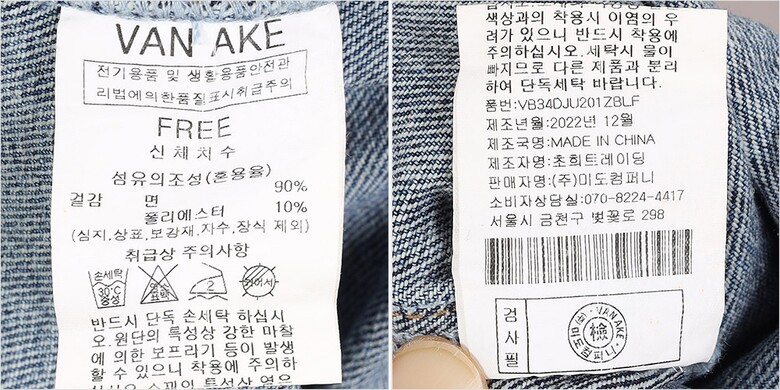 VAN AKE
전기용품 및 생활용품안전관
리법에의한품질표시취급주의
FREE
신체치수
섬유의조성(혼용율)
겉감 면 90%
폴리에스터 10%
(심지,상표,보강재,자수,장식 제외)
취급상 주의사항
손세탁
30℃
중성
염소
표백
2
반드시 단독 손세탁 하십시
오.원단의 특성상 강한 마찰
에 의한 보프라기 등이 발생
할 수 있으니 착용에 주의하
색상과의 착용시 이염의 우
려가 있으니 반드시 착용에
주의하십시오.세탁시 물이
빠지므로 다른 제품과 분리
하여 단독세탁 바랍니다.
품번:VB34DJU201ZBLF
제조년월:2022년 12월
제조국명:MADE IN CHINA
제조자명:초희트레이딩
판매자명:(주)미도컴퍼니
소비자상담실:070-8224-4417
서울시 금천구 벚꽃로 298
검사필
VAN AKE
(주)미도컴퍼니
檢